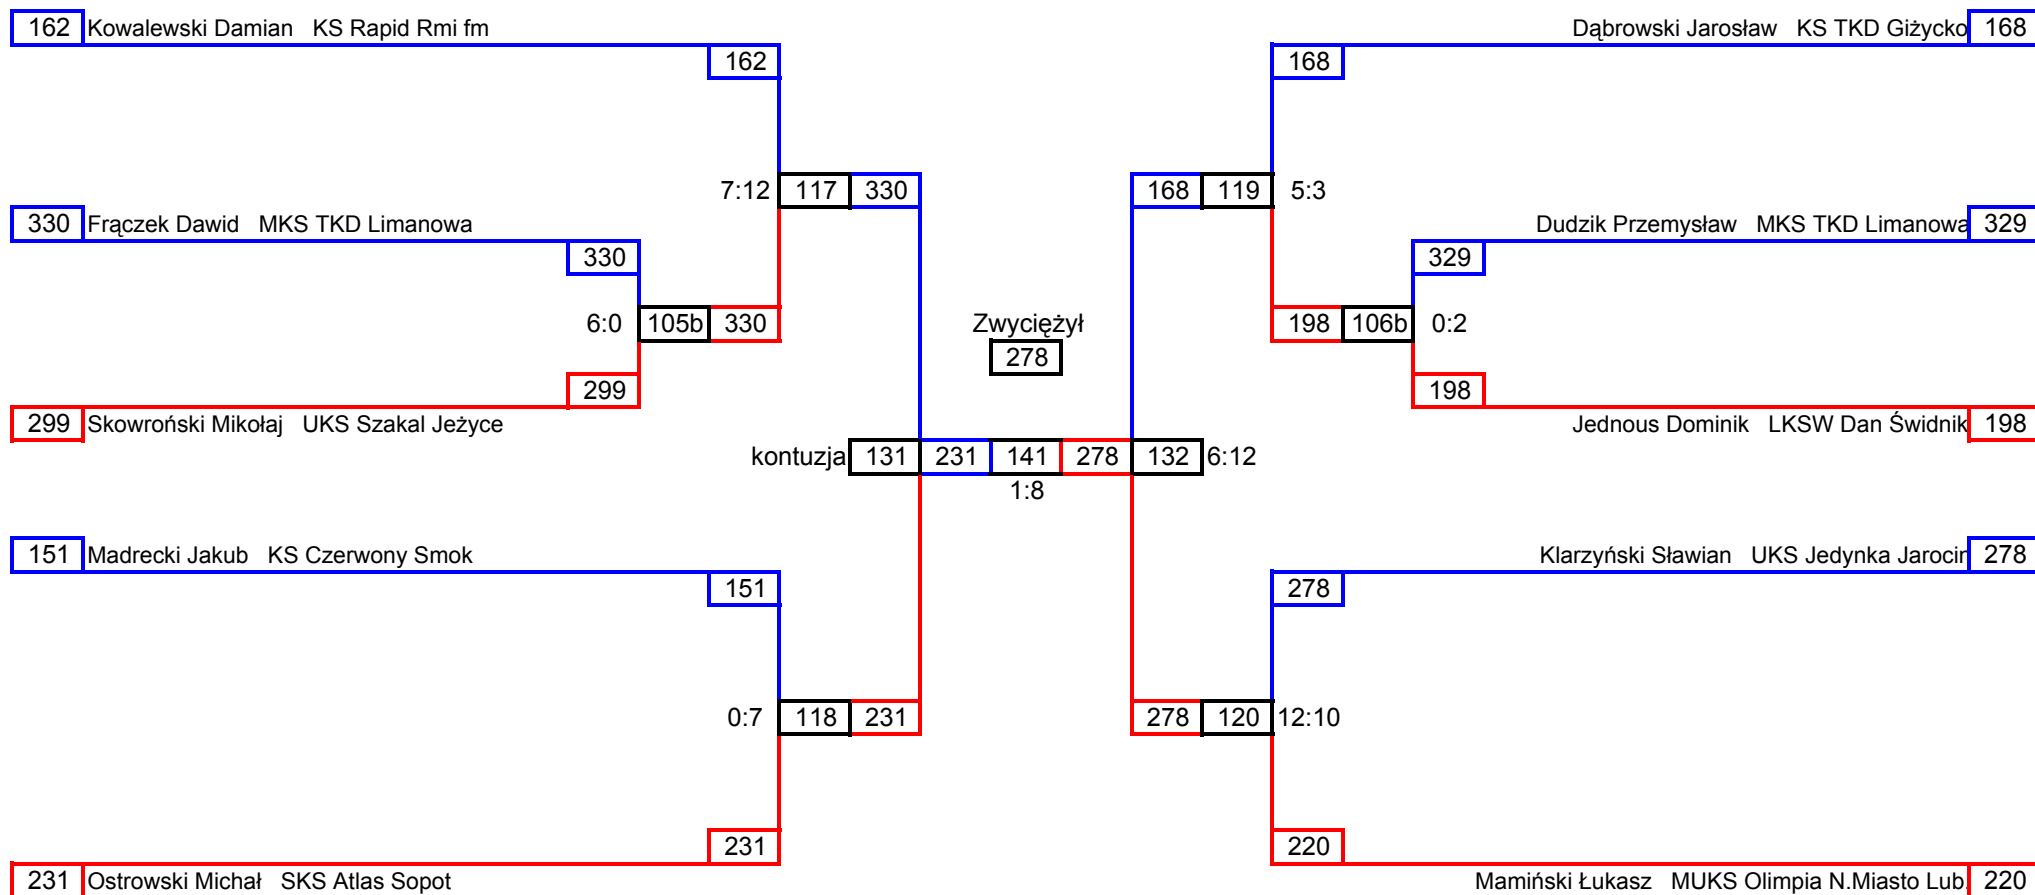 162 Kowalewski Damian KS Rapid Rmi fm
Dąbrowski Jarosław KS TKD Giżycko 168
162
168
7:12 117 330
168 119 5:3
330 Frączek Dawid MKS TKD Limanowa
Dudzik Przemysław MKS TKD Limanowa 329
330
329
6:0 105b 330
Zwyciężył
198 106b 0:2
278
299
198
299 Skowroński Mikołaj UKS Szakal Jeżyce
Jednous Dominik LKSW Dan Świdnik 198
kontuzja 131 231 141 278 132 6:12
1:8
151 Madrecki Jakub KS Czerwony Smok
Klarzyński Sławian UKS Jedynka Jarocin 278
151
278
0:7 118 231
278 120 12:10
231
220
231 Ostrowski Michał SKS Atlas Sopot
Mamiński Łukasz MUKS Olimpia N.Miasto Lub. 220